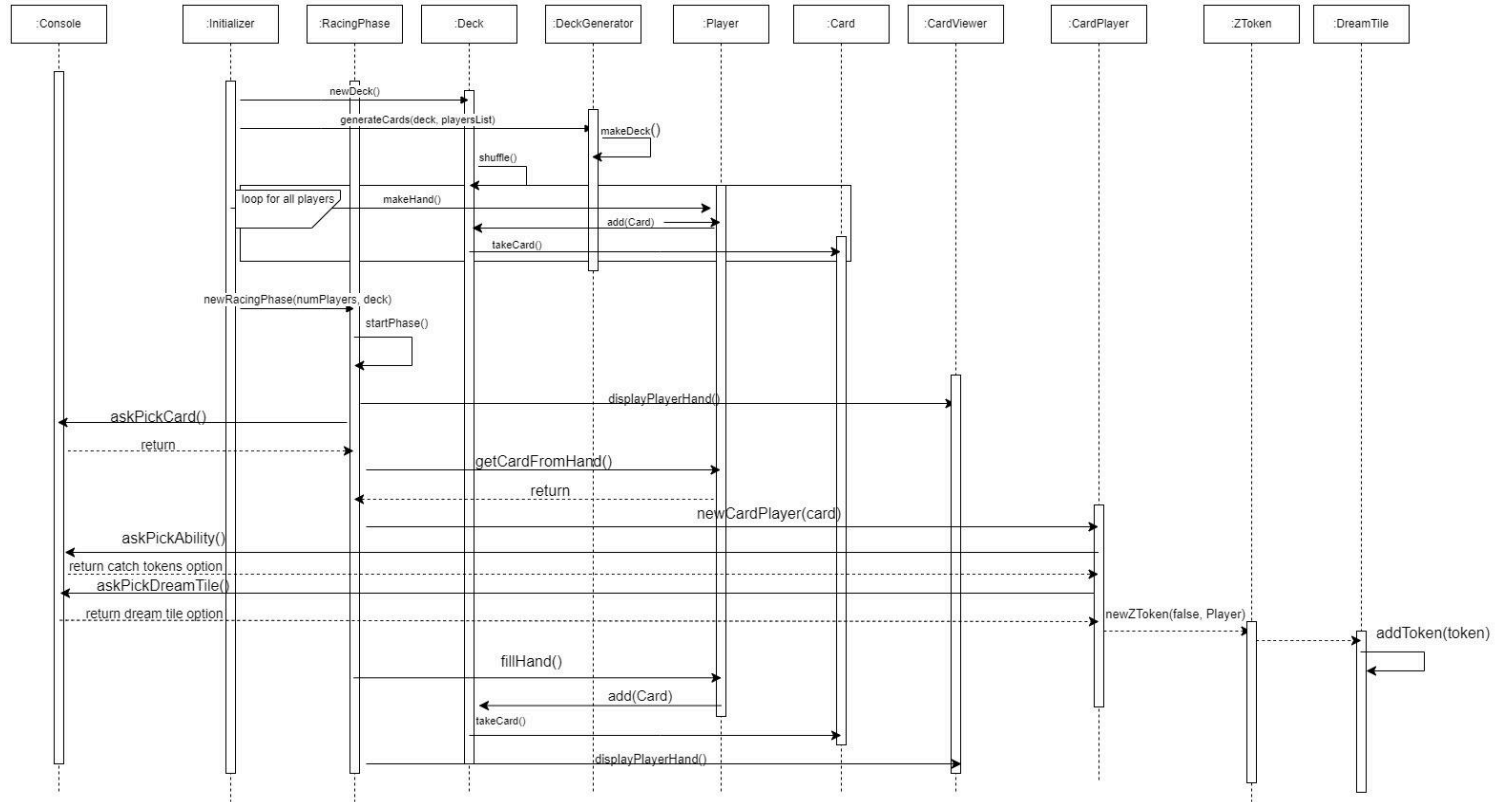 :Console
:Initializer
:RacingPhase
:Deck
:DeckGenerator
:Player
:Card
:CardViewer
:CardPlayer
:ZToken
:DreamTile
newDeck()
generateCards(deck, playersList)
makeDeck()
shuffle()
loop for all players
makeHand()
add(Card)
takeCard()
newRacingPhase(numPlayers, deck)
startPhase()
displayPlayerHand()
askPickCard()
return
getCardFromHand()
return
newCardPlayer(card)
askPickAbility()
return catch tokens option
askPickDreamTile()
return dream tile option
newZToken(false, Player)
addToken(token)
fillHand()
add(Card)
takeCard()
displayPlayerHand()